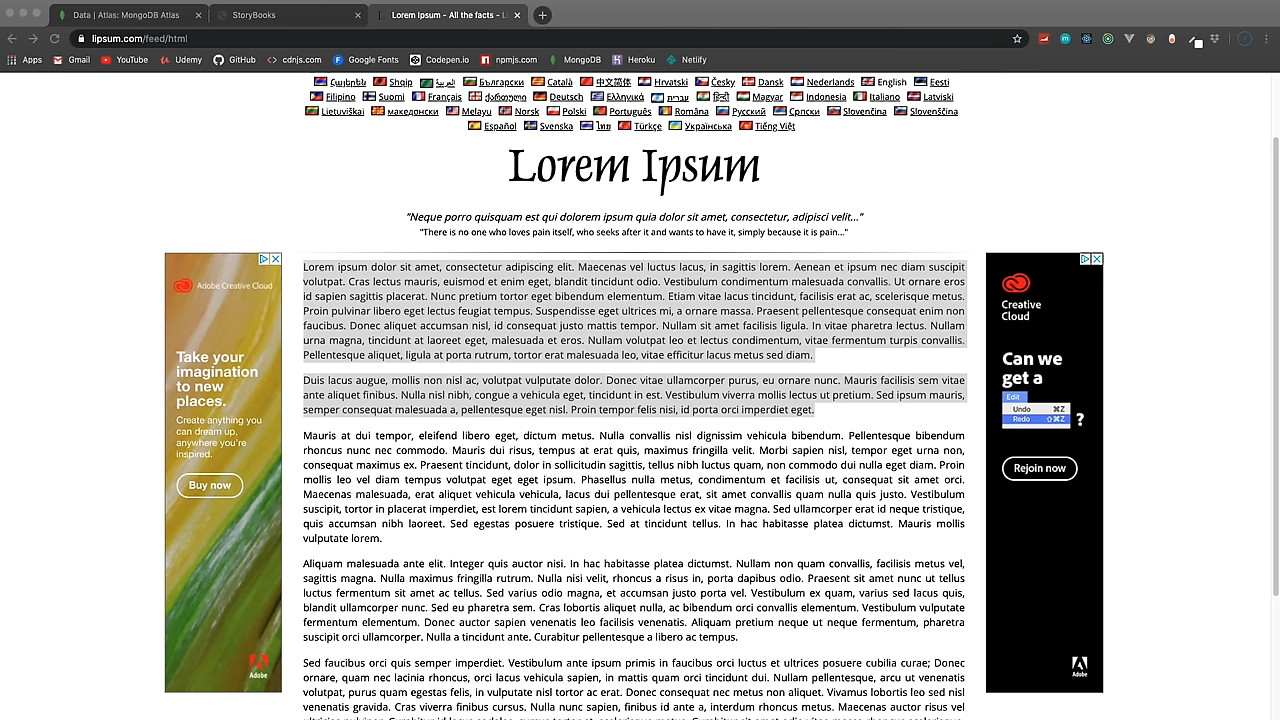 Data | Atlas: MongoDB Atlas
StoryBooks
Lorem Ipsum - All the facts - Li
lipsum.com/feed/html
Apps Gmail YouTube Udemy GitHub cdnjs.com Google Fonts Codepen.io npmjs.com MongoDB Heroku Netlify
Հայերեն Shqip العربية Български Català 中文简体 Hrvatski Česky Dansk Nederlands English Eesti
Filipino Suomi Français ქართული Deutsch Ελληνικά עברית हिन्दी Magyar Indonesia Italiano Latviski
Lietuviškai македонски Melayu Norsk Polski Português Româna Русский Српски Slovenčina Slovenščina
Español Svenska ไทย Türkçe Українська Tiếng Việt
Lorem Ipsum
"Neque porro quisquam est qui dolorem ipsum quia dolor sit amet, consectetur, adipisci velit..."
"There is no one who loves pain itself, who seeks after it and wants to have it, simply because it is pain..."
Adobe Creative Cloud
Take your
imagination
to new
places.
Create anything you
can dream up,
anywhere you're
inspired.
Buy now
Adobe
Lorem ipsum dolor sit amet, consectetur adipiscing elit. Maecenas vel luctus lacus, in sagittis lorem. Aenean et ipsum nec diam suscipit
volutpat. Cras lectus mauris, euismod et enim eget, blandit tincidunt odio. Vestibulum condimentum malesuada convallis. Ut ornare eros
id sapien sagittis placerat. Nunc pretium tortor eget bibendum elementum. Etiam vitae lacus tincidunt, facilisis erat ac, scelerisque metus.
Proin pulvinar libero eget lectus feugiat tempus. Suspendisse eget ultrices mi, a ornare massa. Praesent pellentesque consequat enim non
faucibus. Donec aliquet accumsan nisl, id consequat justo mattis tempor. Nullam sit amet facilisis ligula. In vitae pharetra lectus. Nullam
urna magna, tincidunt at laoreet eget, malesuada et eros. Nullam volutpat leo et lectus condimentum, vitae fermentum turpis convallis.
Pellentesque aliquet, ligula at porta rutrum, tortor erat malesuada leo, vitae efficitur lacus metus sed diam.
Duis lacus augue, mollis non nisl ac, volutpat vulputate dolor. Donec vitae ullamcorper purus, eu ornare nunc. Mauris facilisis sem vitae
ante aliquet finibus. Nulla nisl nibh, congue a vehicula eget, tincidunt in est. Vestibulum viverra mollis lectus ut pretium. Sed ipsum mauris,
semper consequat malesuada a, pellentesque eget nisl. Proin tempor felis nisi, id porta orci imperdiet eget.
Mauris at dui tempor, eleifend libero eget, dictum metus. Nulla convallis nisl dignissim vehicula bibendum. Pellentesque bibendum
rhoncus nunc nec commodo. Mauris dui risus, tempus at erat quis, maximus fringilla velit. Morbi sapien nisl, tempor eget urna non,
consequat maximus ex. Praesent tincidunt, dolor in sollicitudin sagittis, tellus nibh luctus quam, non commodo dui nulla eget diam. Proin
mollis leo vel diam tempus volutpat eget eget ipsum. Phasellus nulla metus, condimentum et facilisis ut, consequat sit amet orci.
Maecenas malesuada, erat aliquet vehicula vehicula, lacus dui pellentesque erat, sit amet convallis quam nulla quis justo. Vestibulum
suscipit, tortor in placerat imperdiet, est lorem tincidunt sapien, a vehicula lectus ex vitae magna. Sed ullamcorper erat id neque tristique,
quis accumsan nibh laoreet. Sed egestas posuere tristique. Sed at tincidunt tellus. In hac habitasse platea dictumst. Mauris mollis
vulputate lorem.
Aliquam malesuada ante elit. Integer quis auctor nisi. In hac habitasse platea dictumst. Nullam non quam convallis, facilisis metus vel,
sagittis magna. Nulla maximus fringilla rutrum. Nulla nisi velit, rhoncus a risus in, porta dapibus odio. Praesent sit amet nunc ut tellus
luctus fermentum sit amet ac tellus. Sed varius odio magna, et accumsan justo porta vel. Vestibulum ex quam, varius sed lacus quis,
blandit ullamcorper nunc. Sed eu pharetra sem. Cras lobortis aliquet nulla, ac bibendum orci convallis elementum. Vestibulum vulputate
fermentum elementum. Donec auctor sapien venenatis leo facilisis venenatis. Aliquam pretium neque ut neque fermentum, pharetra
suscipit orci ullamcorper. Nulla a tincidunt ante. Curabitur pellentesque a libero ac tempus.
Sed faucibus orci quis semper imperdiet. Vestibulum ante ipsum primis in faucibus orci luctus et ultrices posuere cubilia curae; Donec
ornare, quam nec lacinia rhoncus, orci lacus vehicula sapien, in mattis quam orci tincidunt dui. Nullam pellentesque, arcu ut venenatis
volutpat, purus quam egestas felis, in vulputate nisl tortor ac erat. Donec consequat nec metus non aliquet. Vivamus lobortis leo sed nisl
venenatis gravida. Cras viverra finibus cursus. Nulla nunc sapien, finibus id ante a, interdum rhoncus metus. Mauris auctor risus vel
Creative
Cloud
Can we
get a
Edit
Undo ⌘Z
Redo ⇧⌘Z
?
Rejoin now
Adobe